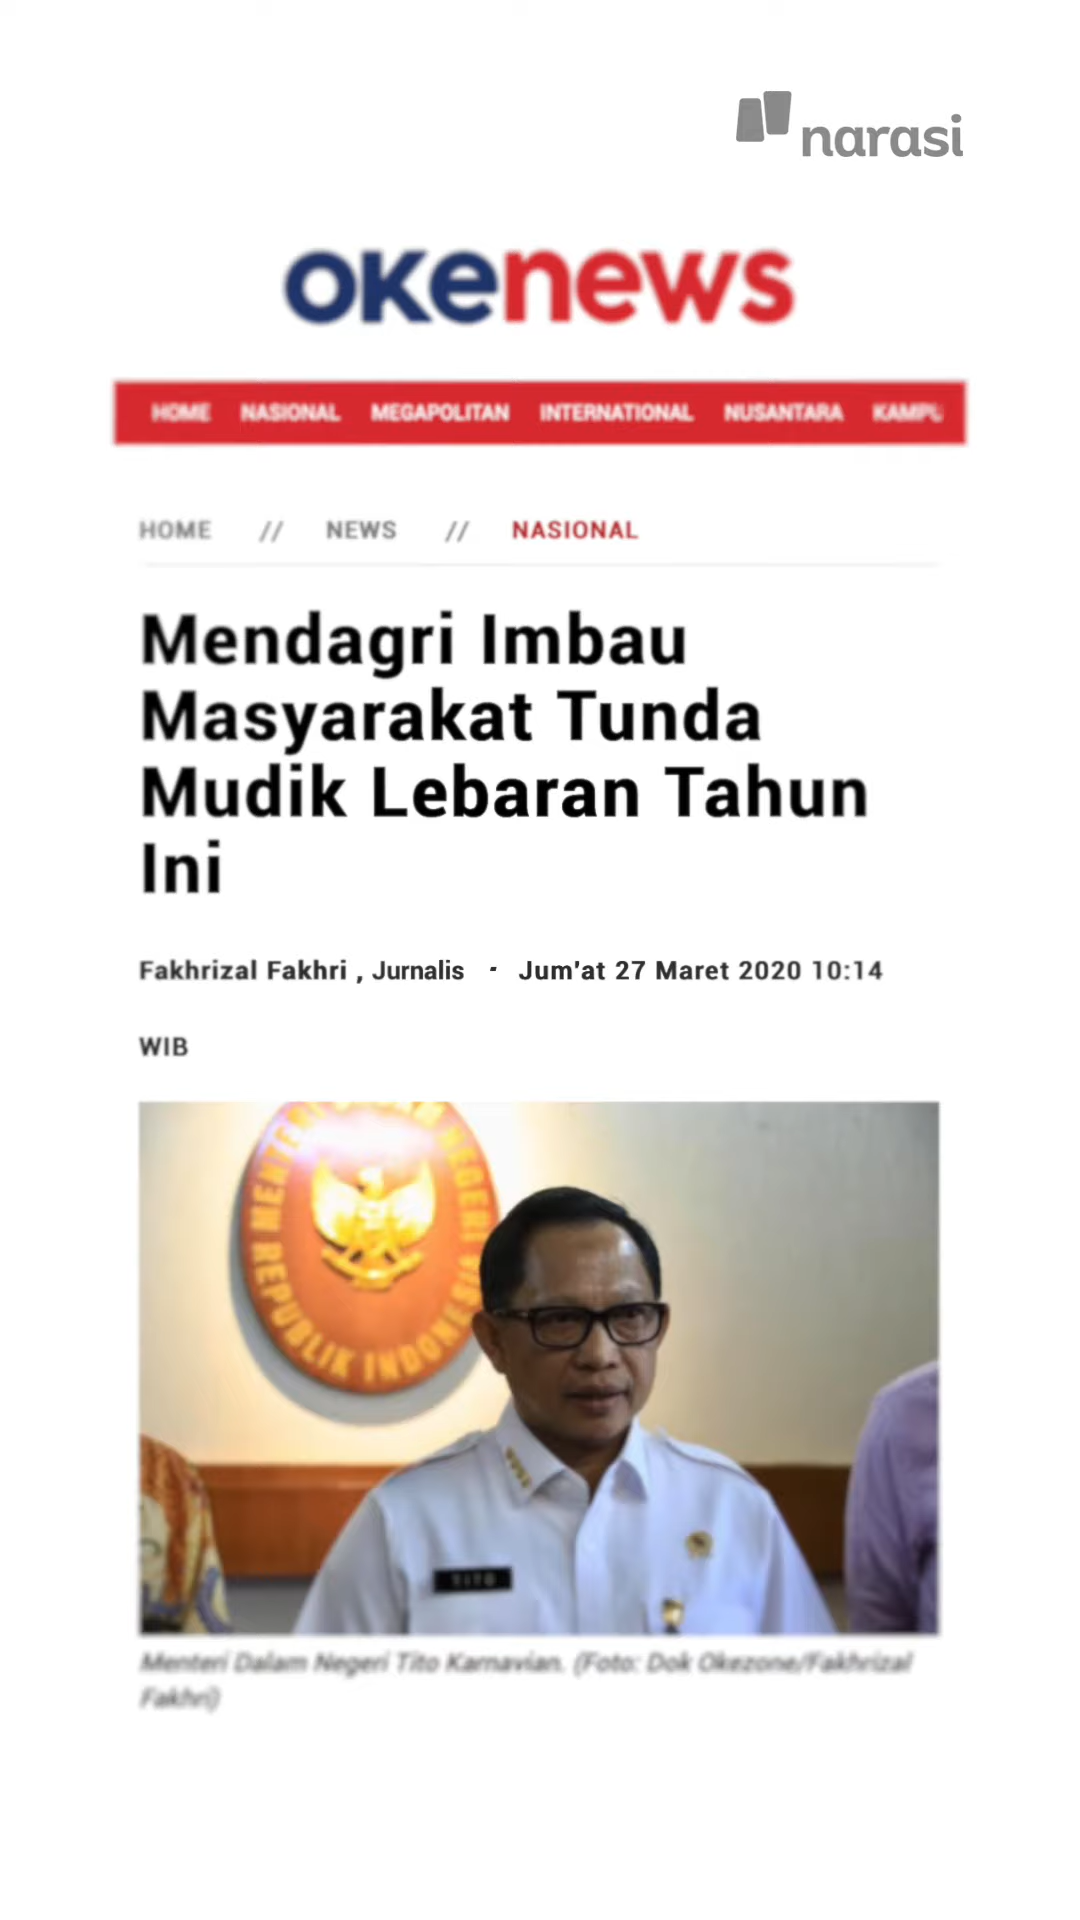 narasi
OKenews
HOME NASIONAL MEGAPOLITAN INTERNATIONAL NUSANTARA KAMPU
HOME // NEWS // NASIONAL
Mendagri Imbau
Masyarakat Tunda
Mudik Lebaran Tahun
Ini
Fakhrizal Fakhri , Jurnalis - Jum'at 27 Maret 2020 10:14
WIB
MENTERI DALAM NEGERI
REPUBLIK INDONESIA
TITO
Menteri Dalam Negeri Tito Karnavian. (Foto: Dok Okezone/Fakhrizal
Fakhri)